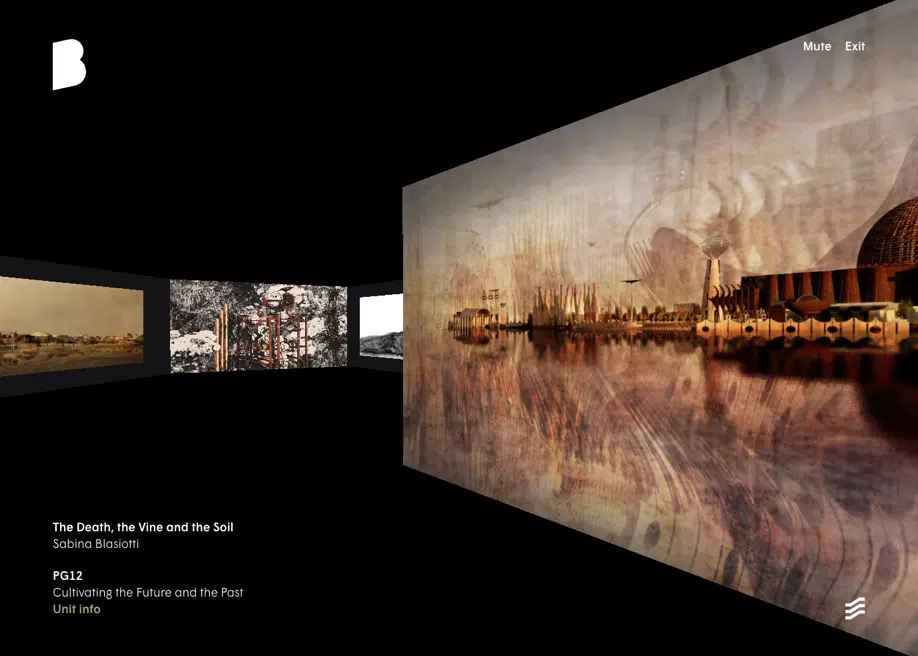 B
Mute Exit
The Death, the Vine and the Soil
Sabina Blasiotti
PG12
Cultivating the Future and the Past
Unit info